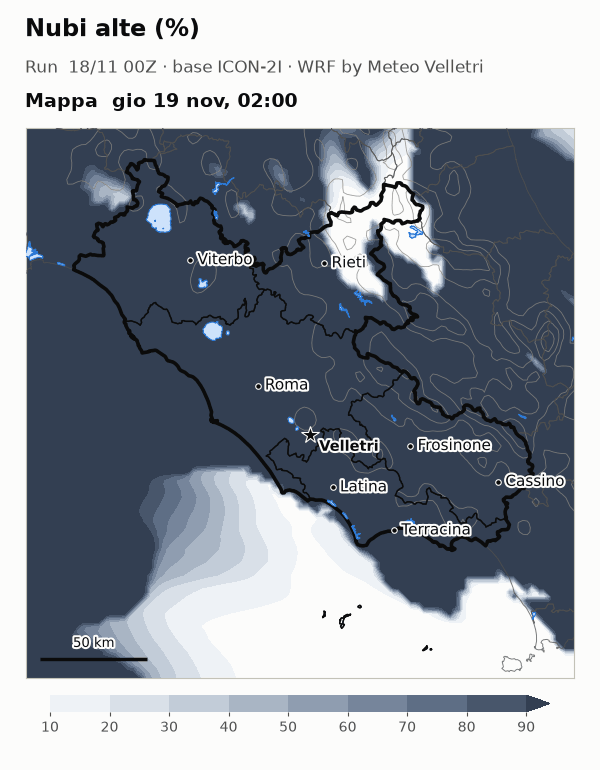 Nubi alte (%)
Run  18/11 00Z · base ICON-2I · WRF by Meteo Velletri
Mappa  gio 19 nov, 02:00
Viterbo
Rieti
Roma
Velletri
Frosinone
Latina
Cassino
Terracina
50 km
10 20 30 40 50 60 70 80 90